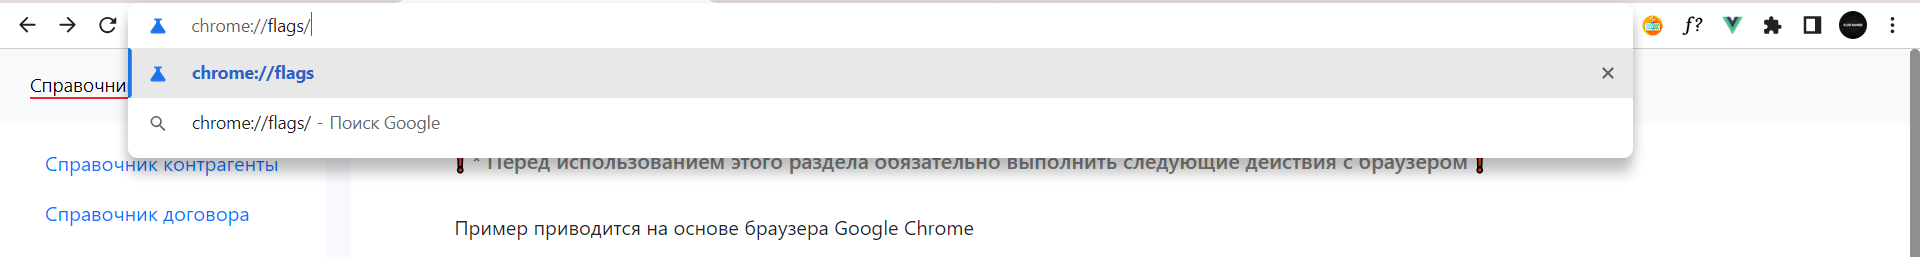 chrome://flags/
f?
chrome://flags
Справочни
chrome://flags/ - Поиск Google
Справочник контрагенты
❗* Перед использованием этого раздела обязательно выполнить следующие действия с браузером❗
Справочник договора
Пример приводится на основе браузера Google Chrome